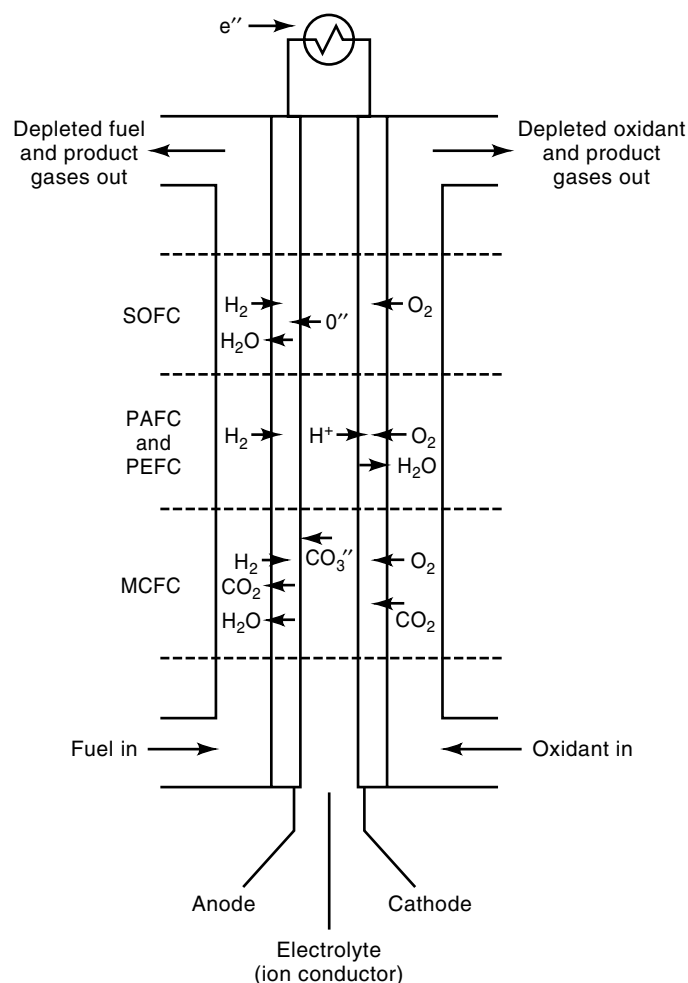 e″
Depleted fuel
and product
gases out
Depleted oxidant
and product
gases out
SOFC
H₂
0″
O₂
H₂O
PAFC
and
PEFC
H₂
H⁺
O₂
H₂O
MCFC
H₂
CO₃″
O₂
CO₂
H₂O
CO₂
Fuel in
Oxidant in
Anode
Cathode
Electrolyte
(ion conductor)